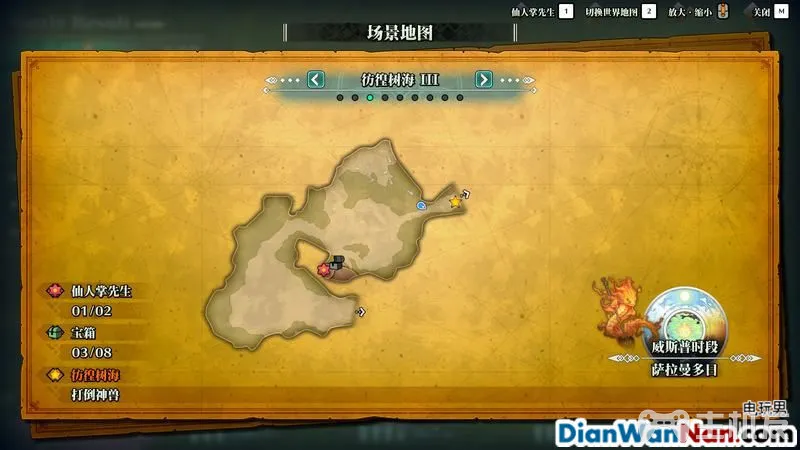 仙人掌先生 1 切换世界地图 2 放大·缩小 关闭 M
场景地图
彷徨树海 III
仙人掌先生
01/02
宝箱
03/08
彷徨树海
打倒神兽
威斯普时段
萨拉曼多日
电玩男
DianWanNan.com